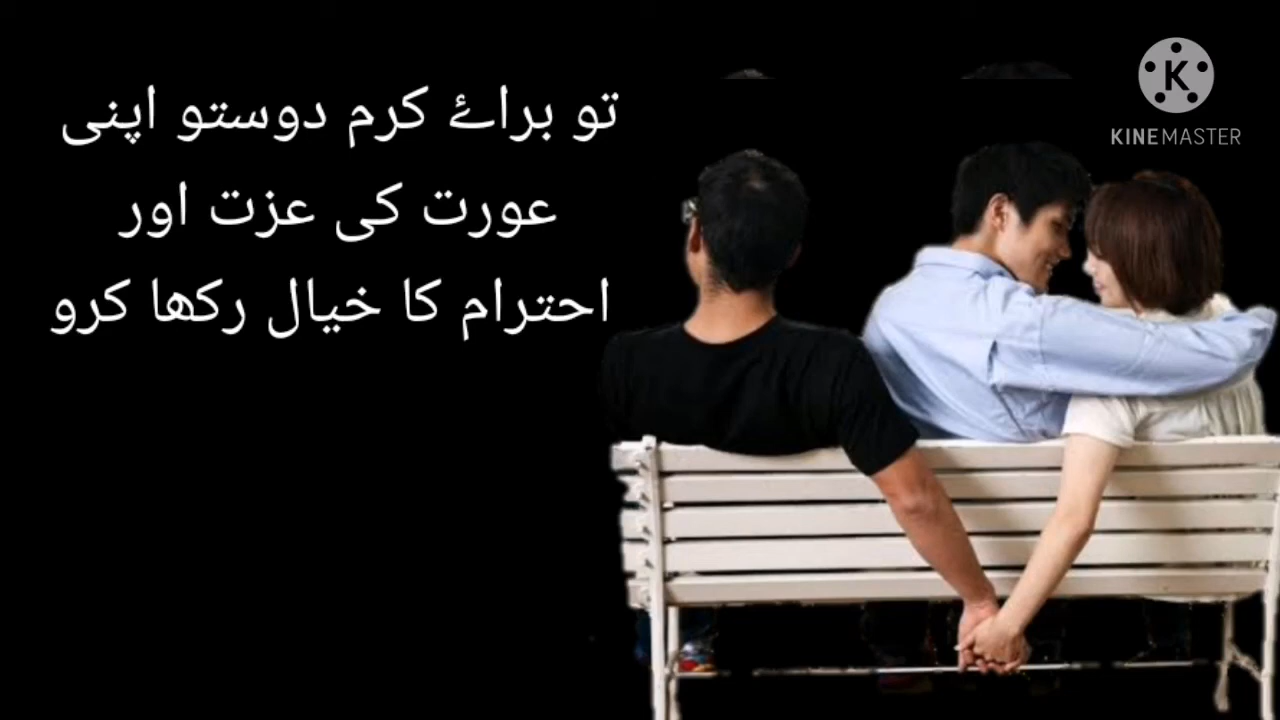 تو برائے کرم دوستو اپنی
عورت کی عزت اور
احترام کا خیال رکھا کرو
K
KINEMASTER